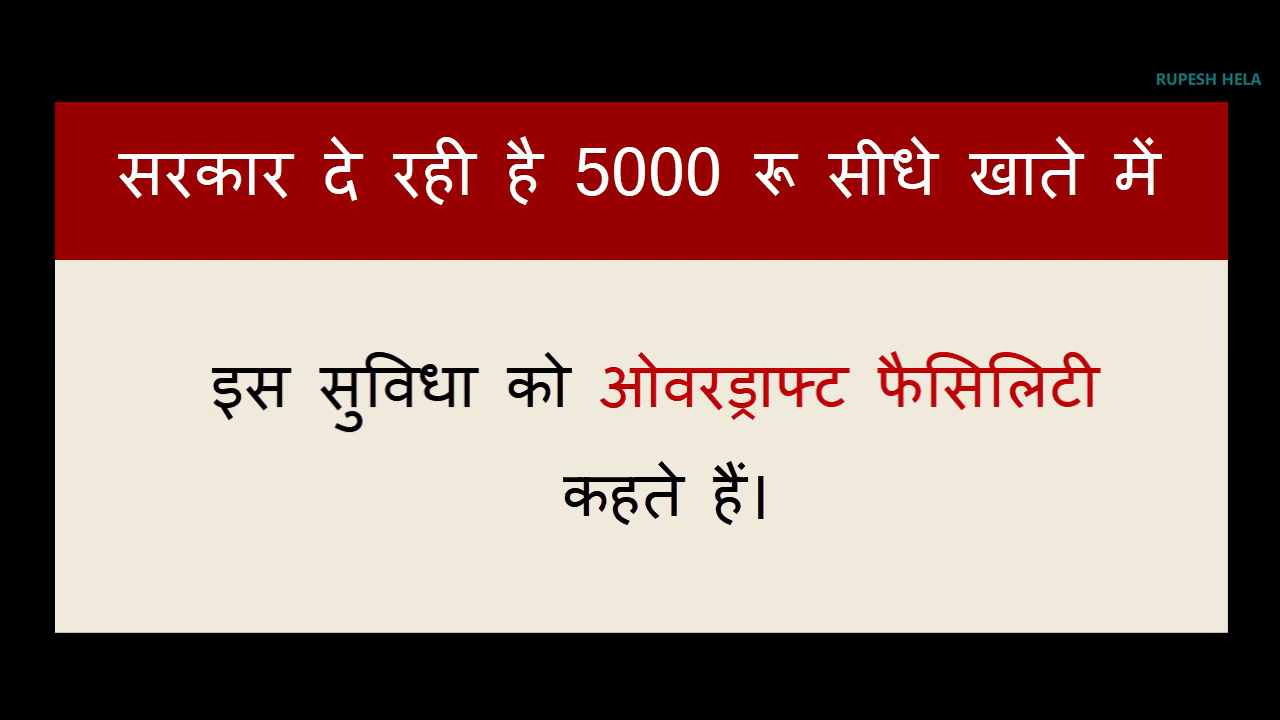 RUPESH HELA
सरकार दे रही है 5000 रू सीधे खाते में
इस सुविधा को ओवरड्राफ्ट फैसिलिटी
कहते हैं।